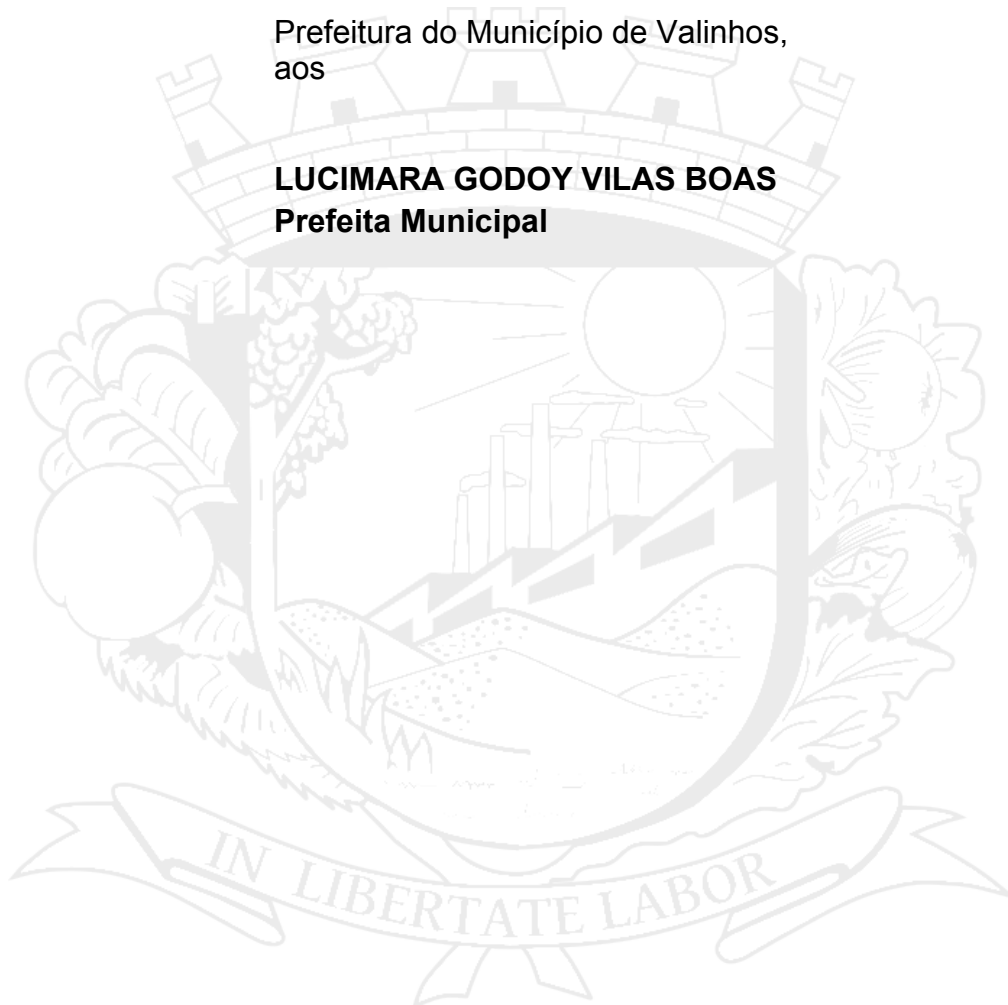 Prefeitura do Município de Valinhos,
aos
LUCIMARA GODOY VILAS BOAS
Prefeita Municipal
IN LIBERTATE LABOR